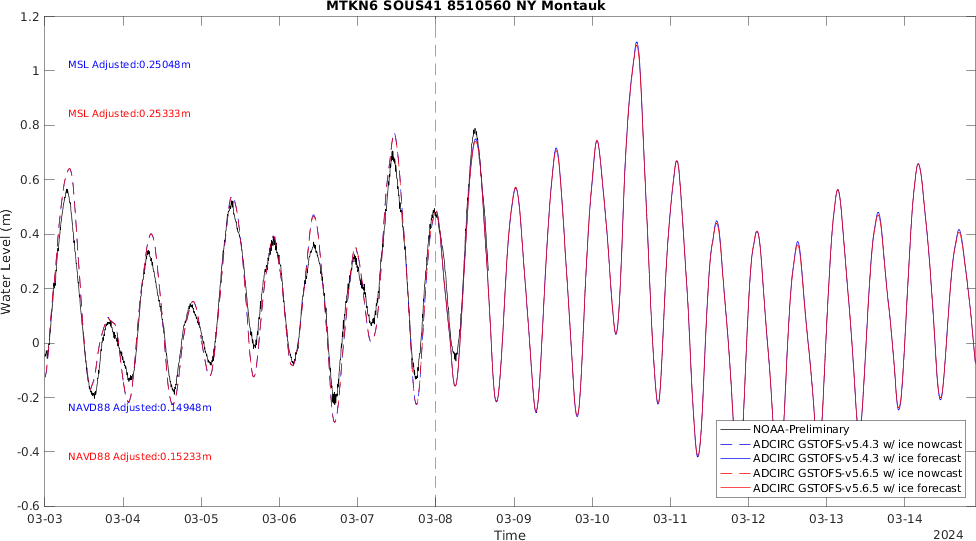 MTKN6 SOUS41 8510560 NY Montauk
1.2
1
0.8
0.6
0.4
0.2
0
-0.2
-0.4
-0.6
Water Level (m)
MSL Adjusted:0.25048m
MSL Adjusted:0.25333m
NAVD88 Adjusted:0.14948m
NAVD88 Adjusted:0.15233m
NOAA-Preliminary
ADCIRC GSTOFS-v5.4.3 w/ ice nowcast
ADCIRC GSTOFS-v5.4.3 w/ ice forecast
ADCIRC GSTOFS-v5.6.5 w/ ice nowcast
ADCIRC GSTOFS-v5.6.5 w/ ice forecast
03-03 03-04 03-05 03-06 03-07 03-08 03-09 03-10 03-11 03-12 03-13 03-14
Time
2024